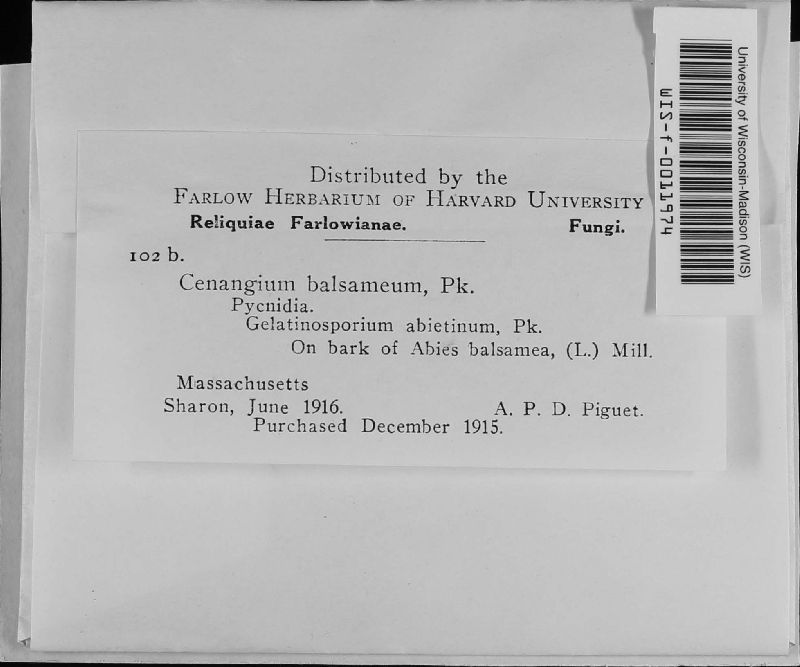 Distributed by the
FARLOW HERBARIUM OF HARVARD UNIVERSITY
Reliquiae Farlowianae. Fungi.
102 b.
Cenangium balsameum, Pk.
Pycnidia.
Gelatinosporium abietinum, Pk.
On bark of Abies balsamea, (L.) Mill.
Massachusetts
Sharon, June 1916. A. P. D. Piguet.
Purchased December 1915.
University of Wisconsin-Madison (WIS)
WIS-f-0011974